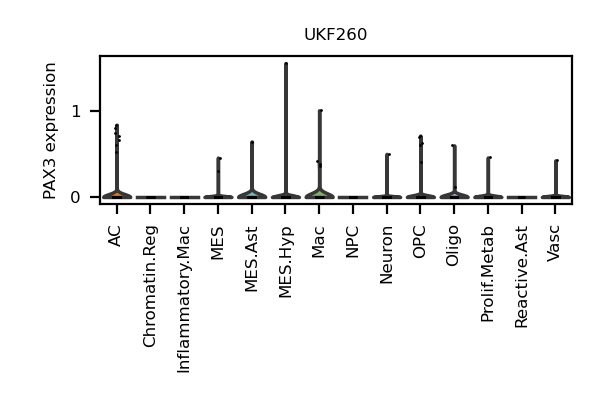 UKF260
PAX3 expression
1
0
AC
Chromatin.Reg
Inflammatory.Mac
MES
MES.Ast
MES.Hyp
Mac
NPC
Neuron
OPC
Oligo
Prolif.Metab
Reactive.Ast
Vasc